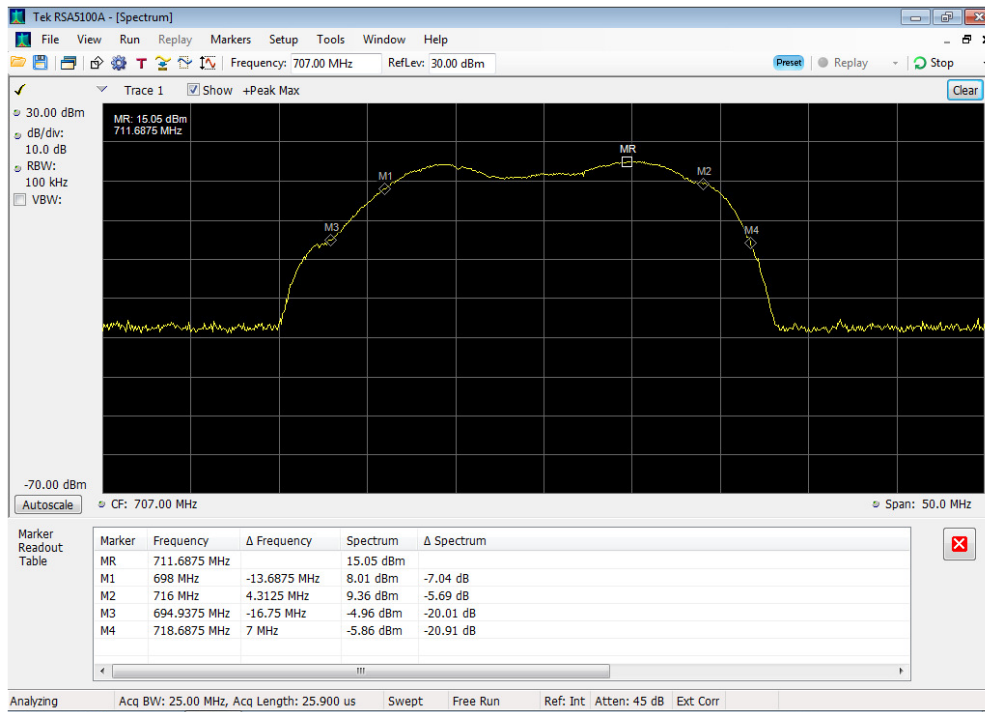 Tek RSA5100A - [Spectrum]
File View Run Replay Markers Setup Tools Window Help
T Frequency: 707.00 MHz RefLev: 30.00 dBm Preset Replay Stop
Trace 1 Show +Peak Max Clear
30.00 dBm
dB/div:
10.0 dB
RBW:
100 kHz
VBW:
-70.00 dBm
Autoscale
MR: 15.05 dBm
711.6875 MHz
MR
M1
M2
M3
M4
CF: 707.00 MHz Span: 50.0 MHz
Marker
Readout
Table
Marker Frequency Δ Frequency Spectrum Δ Spectrum
MR 711.6875 MHz 15.05 dBm
M1 698 MHz -13.6875 MHz 8.01 dBm -7.04 dB
M2 716 MHz 4.3125 MHz 9.36 dBm -5.69 dB
M3 694.9375 MHz -16.75 MHz -4.96 dBm -20.01 dB
M4 718.6875 MHz 7 MHz -5.86 dBm -20.91 dB
Analyzing Acq BW: 25.00 MHz, Acq Length: 25.900 us Swept Free Run Ref: Int Atten: 45 dB Ext Corr